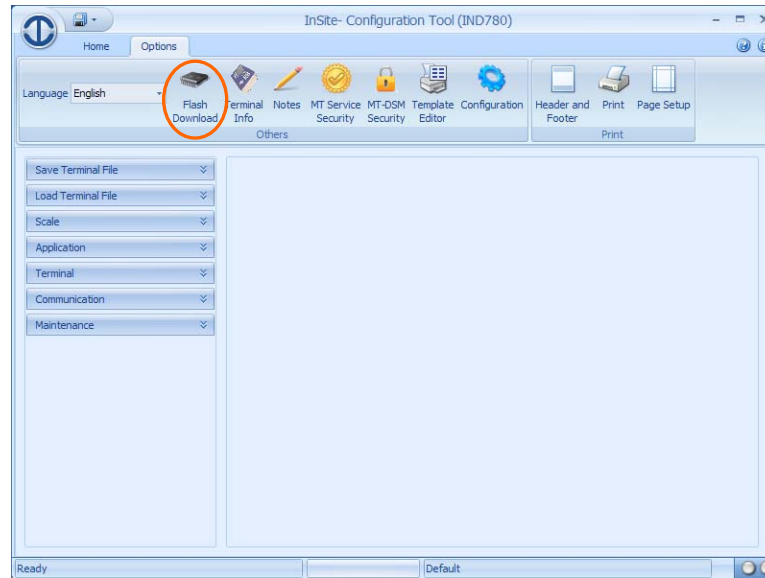 InSite- Configuration Tool (IND780)
Home Options
Language English
Flash Download
Terminal Info
Notes
MT Service Security
MT-DSM Security
Template Editor
Configuration
Others
Header and Footer
Print
Page Setup
Print
Save Terminal File
Load Terminal File
Scale
Application
Terminal
Communication
Maintenance
Ready
Default